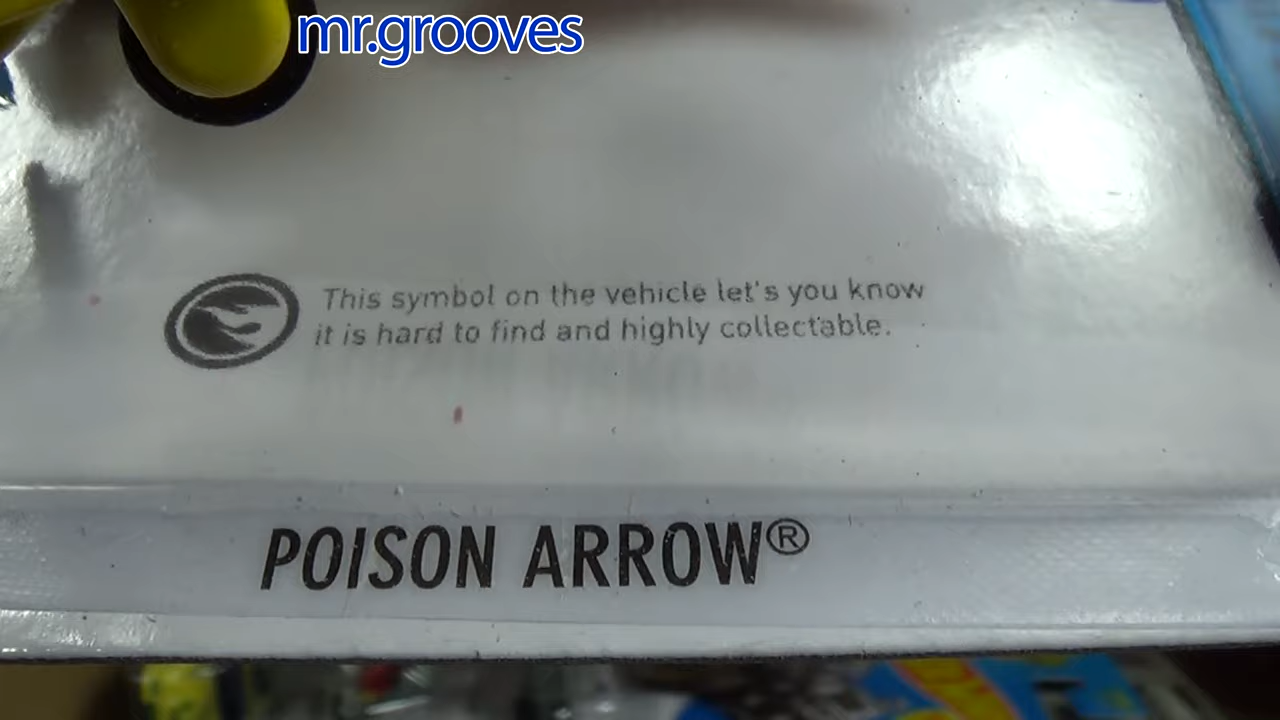 mr.grooves
This symbol on the vehicle let's you know
it is hard to find and highly collectable.
POISON ARROW®